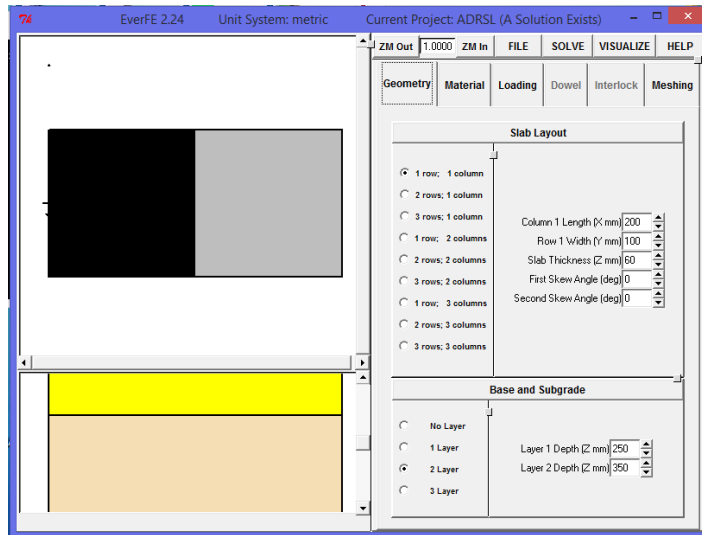 EverFE 2.24 Unit System: metric Current Project: ADRSL (A Solution Exists)
ZM Out 1.0000 ZM In FILE SOLVE VISUALIZE HELP
Geometry Material Loading Dowel Interlock Meshing
Slab Layout
1 row; 1 column
2 rows; 1 column
3 rows; 1 column
1 row; 2 columns
2 rows; 2 columns
3 rows; 2 columns
1 row; 3 columns
2 rows; 3 columns
3 rows; 3 columns
Column 1 Length (X mm) 200
Row 1 Width (Y mm) 100
Slab Thickness (Z mm) 60
First Skew Angle (deg) 0
Second Skew Angle (deg) 0
Base and Subgrade
No Layer
1 Layer
2 Layer
3 Layer
Layer 1 Depth (Z mm) 250
Layer 2 Depth (Z mm) 350